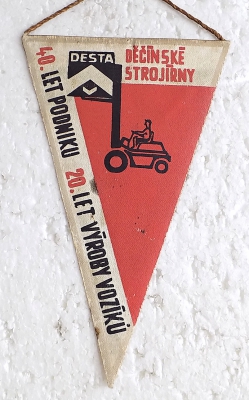 DESTA
DĚČÍNSKÉ
STROJÍRNY
40. LET PODNIKU
20. LET VÝROBY VOZÍKŮ